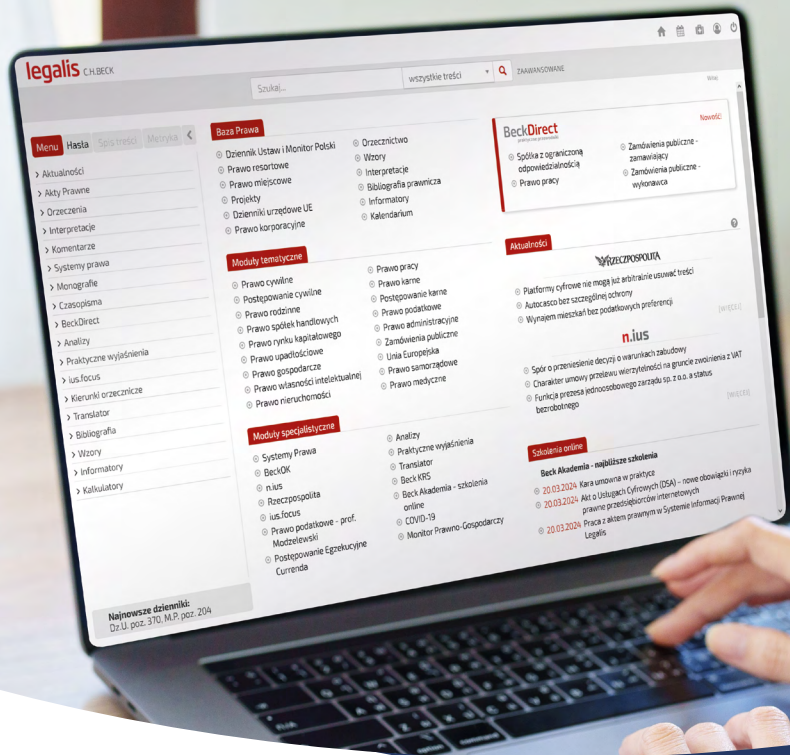 legalis C.H.BECK
Szukaj...
wszystkie treści
ZAAWANSOWANE
Menu
Hasła
Spis treści
Metryka
> Aktualności
> Akty Prawne
> Orzeczenia
> Interpretacje
> Komentarze
> Systemy prawa
> Monografie
> Czasopisma
> BeckDirect
> Analizy
> Praktyczne wyjaśnienia
> ius.focus
> Kierunki orzecznicze
> Translator
> Bibliografia
> Wzory
> Informatory
> Kalkulatory
Najnowsze dzienniki:
Dz.U. poz. 370, M.P. poz. 204
Baza Prawa
Dziennik Ustaw i Monitor Polski
Prawo resortowe
Prawo miejscowe
Projekty
Dzienniki urzędowe UE
Prawo korporacyjne
Orzecznictwo
Wzory
Interpretacje
Bibliografia prawnicza
Informatory
Kalendarium
Moduły tematyczne
Prawo cywilne
Postępowanie cywilne
Prawo rodzinne
Prawo spółek handlowych
Prawo rynku kapitałowego
Prawo upadłościowe
Prawo gospodarcze
Prawo własności intelektualnej
Prawo nieruchomości
Prawo pracy
Prawo karne
Postępowanie karne
Prawo podatkowe
Prawo administracyjne
Zamówienia publiczne
Unia Europejska
Prawo samorządowe
Prawo medyczne
Moduły specjalistyczne
Systemy Prawa
BeckOK
n.ius
Rzeczpospolita
ius.focus
Prawo podatkowe - prof.
Modzelewski
Postępowanie Egzekucyjne
Currenda
Analizy
Praktyczne wyjaśnienia
Translator
Beck KRS
Beck Akademia - szkolenia
online
COVID-19
Monitor Prawno-Gospodarczy
BeckDirect
Nowość!
Spółka z ograniczoną
odpowiedzialnością
Prawo pracy
Zamówienia publiczne -
zamawiający
Zamówienia publiczne -
wykonawca
Aktualności
RZECZPOSPOLITA
Platformy cyfrowe nie mogą już arbitralnie usuwać treści
Autocasco bez szczególnej ochrony
Wynajem mieszkań bez podatkowych preferencji
[WIĘCEJ]
n.ius
Spór o przeniesienie decyzji o warunkach zabudowy
Charakter umowy przelewu wierzytelności na gruncie zwolnienia z VAT
Funkcja prezesa jednoosobowego zarządu sp. z o.o. a status
bezrobotnego
[WIĘCEJ]
Szkolenia online
Beck Akademia - najbliższe szkolenia
20.03.2024 Kara umowna w praktyce
20.03.2024 Akt o Usługach Cyfrowych (DSA) – nowe obowiązki i ryzyka
prawne przedsiębiorców internetowych
20.03.2024 Praca z aktem prawnym w Systemie Informacji Prawnej
Legalis
option
command